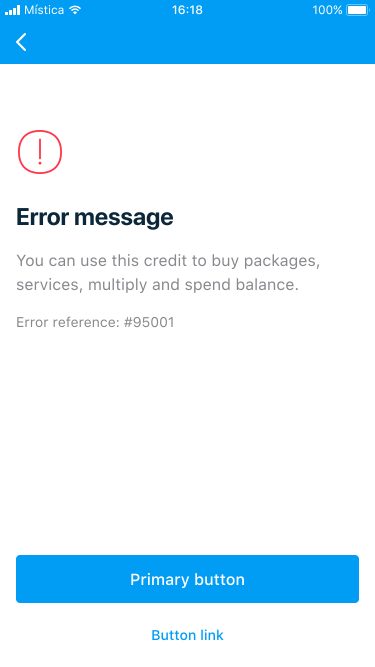 Mística 16:18 100%
Error message
You can use this credit to buy packages,
services, multiply and spend balance.
Error reference: #95001
Primary button
Button link